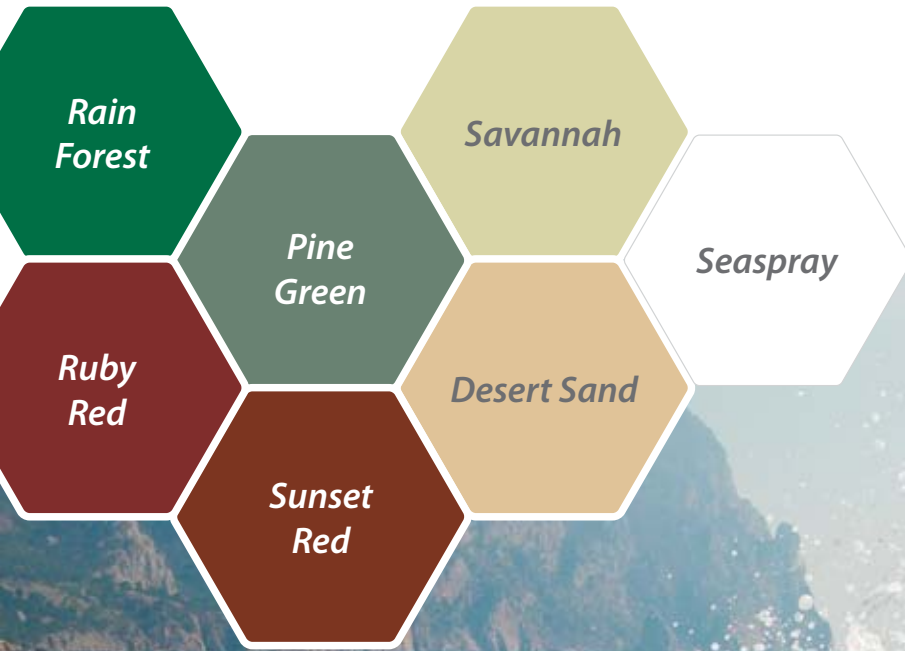 Rain
Forest
Savannah
Pine
Green
Seaspray
Ruby
Red
Desert Sand
Sunset
Red